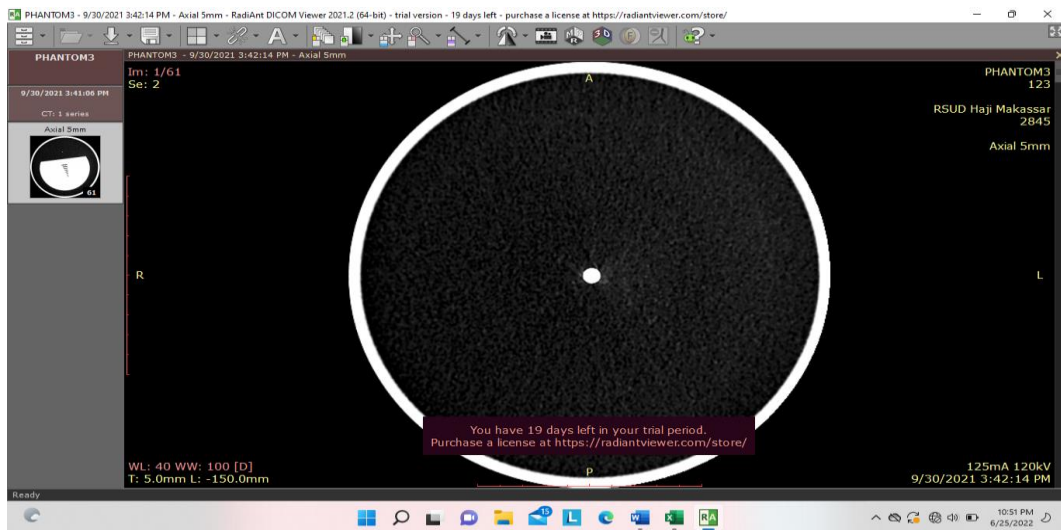 PHANTOM3 - 9/30/2021 3:42:14 PM - Axial 5mm - RadiAnt DICOM Viewer 2021.2 (64-bit) - trial version - 19 days left - purchase a license at https://radiantviewer.com/store/
PHANTOM3
9/30/2021 3:41:06 PM
CT: 1 series
Axial 5mm
61
PHANTOM3 - 9/30/2021 3:42:14 PM - Axial 5mm
Im: 1/61
Se: 2
A
PHANTOM3
123
RSUD Haji Makassar
2845
Axial 5mm
R
L
You have 19 days left in your trial period.
Purchase a license at https://radiantviewer.com/store/
P
WL: 40 WW: 100 [D]
T: 5.0mm L: -150.0mm
125mA 120kV
9/30/2021 3:42:14 PM
Ready
15
10:51 PM
6/25/2022